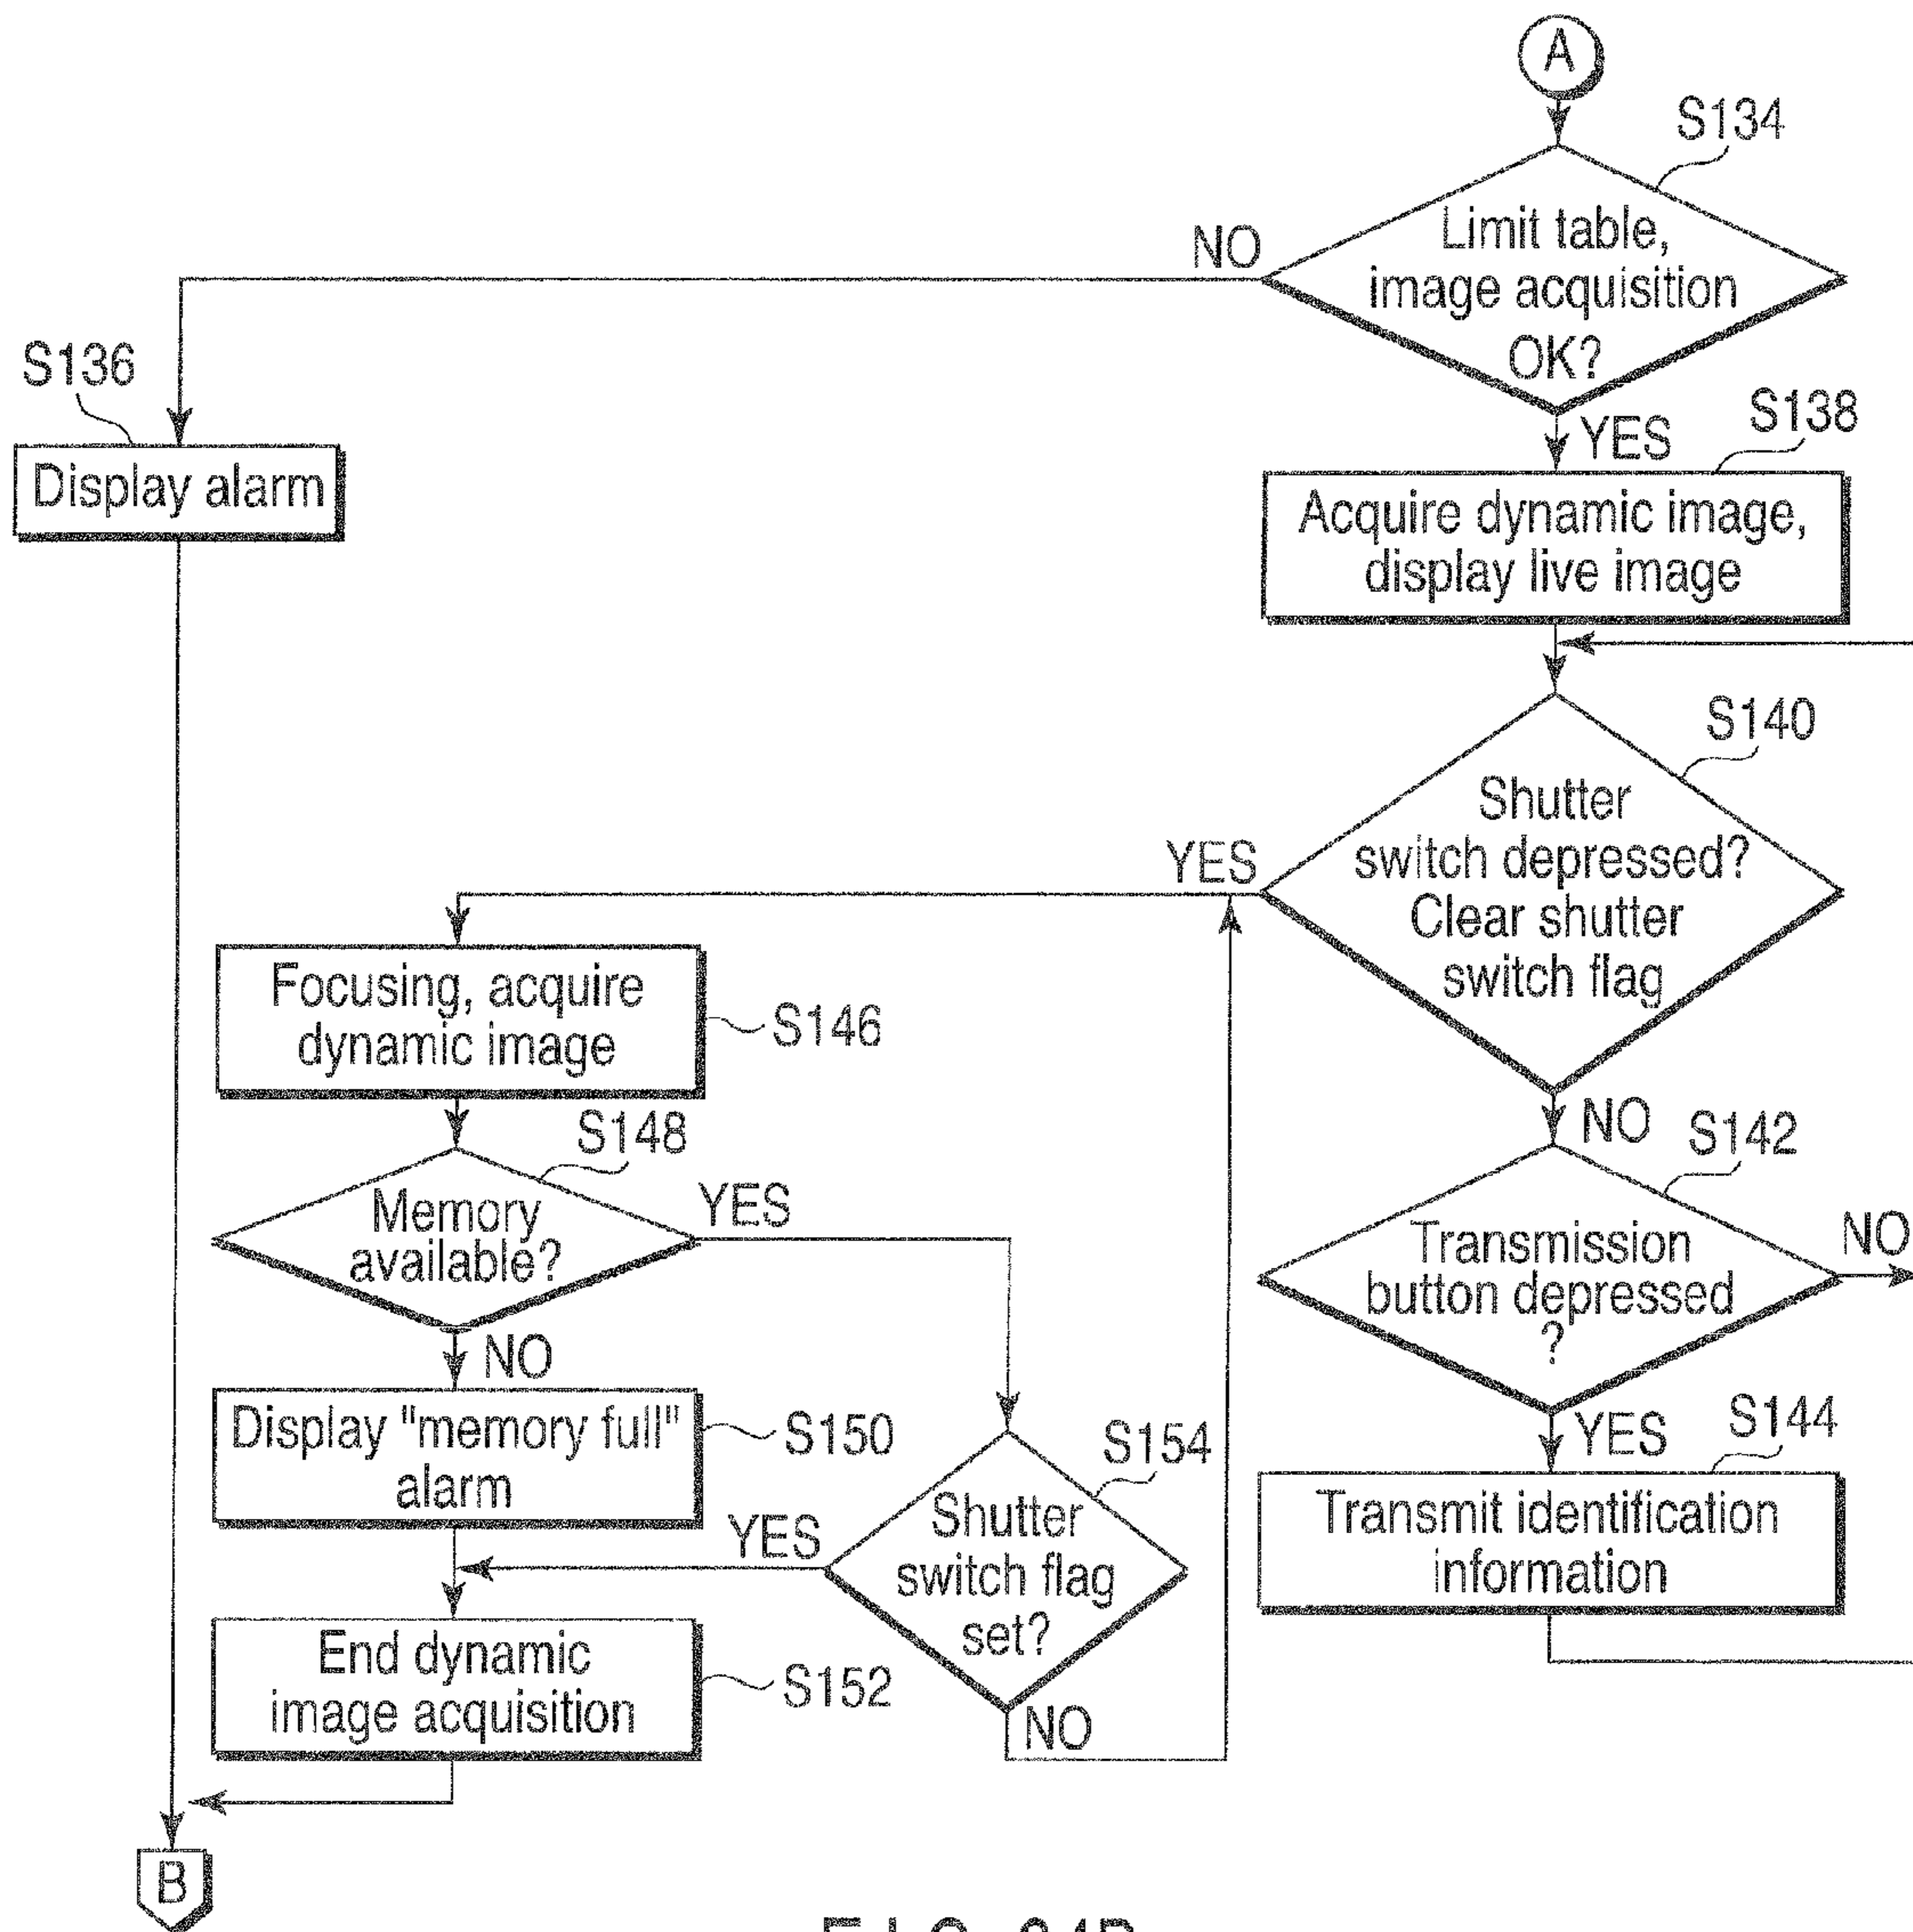 A
S134
Limit table,
image acquisition
OK?
NO
YES
S136
Display alarm
S138
Acquire dynamic image,
display live image
S140
Shutter
switch depressed?
Clear shutter
switch flag
YES
NO
Focusing, acquire
dynamic image
S146
S148
Memory
available?
YES
NO
S142
Transmission
button depressed
?
NO
YES
Display "memory full"
alarm
S150
S154
Shutter
switch flag
set?
YES
NO
S144
Transmit identification
information
End dynamic
image acquisition
S152
B